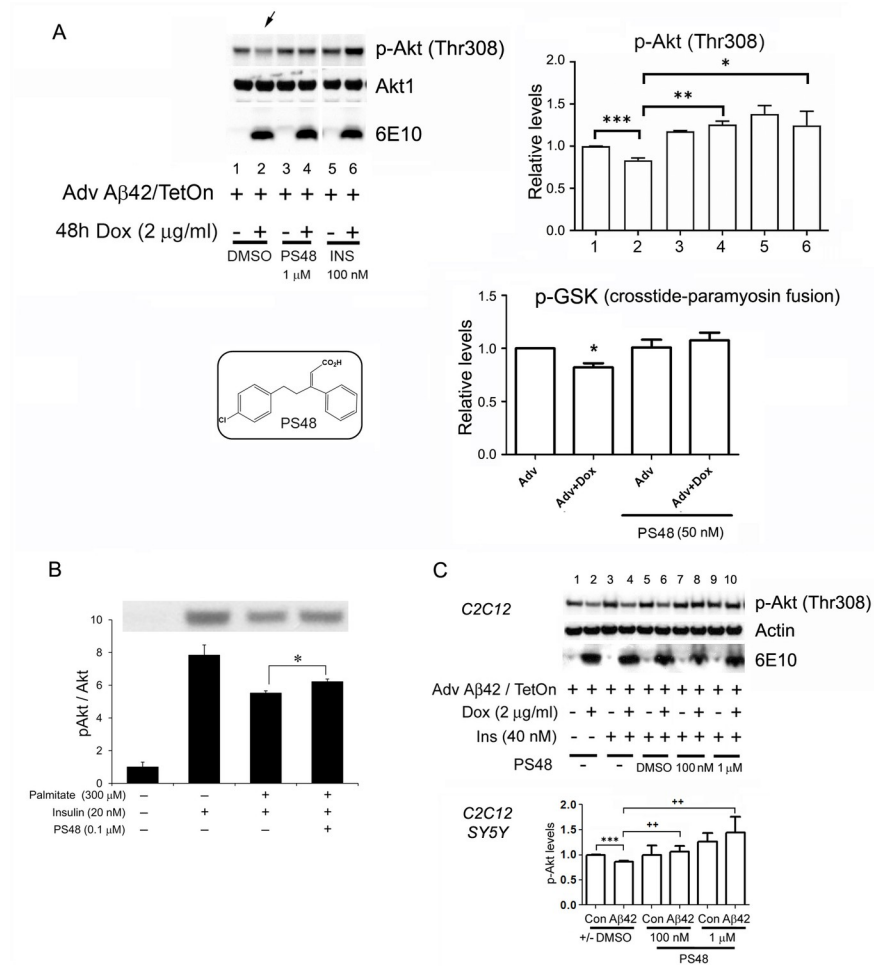 A
p-Akt (Thr308)
Akt1
6E10
1 2 3 4 5 6
Adv Aβ42/TetOn + + + + + +
48h Dox (2 µg/ml) - + - + - +
DMSO PS48 INS
1 µM 100 nM
p-Akt (Thr308)
Relative levels
2.0
1.5
1.0
0.5
0.0
*** ** *
1 2 3 4 5 6
CO₂H
Cl
PS48
p-GSK (crosstide-paramyosin fusion)
Relative levels
1.5
1.0
0.5
0.0
*
Adv Adv+Dox Adv Adv+Dox
PS48 (50 nM)
B
pAkt / Akt
10
8
6
4
2
0
*
Palmitate (300 µM) – – + +
Insulin (20 nM) – + + +
PS48 (0.1 µM) – – – +
C
1 2 3 4 5 6 7 8 9 10
C2C12
p-Akt (Thr308)
Actin
6E10
Adv Aβ42 / TetOn + + + + + + + + + +
Dox (2 µg/ml) - + - + - + - + - +
Ins (40 nM) - - + + + + + + + +
PS48 - - DMSO 100 nM 1 µM
C2C12
SY5Y
p-Akt levels
2.0
1.5
1.0
0.5
0.0
*** ++ ++
Con Aβ42 Con Aβ42 Con Aβ42
+/- DMSO 100 nM 1 µM
PS48